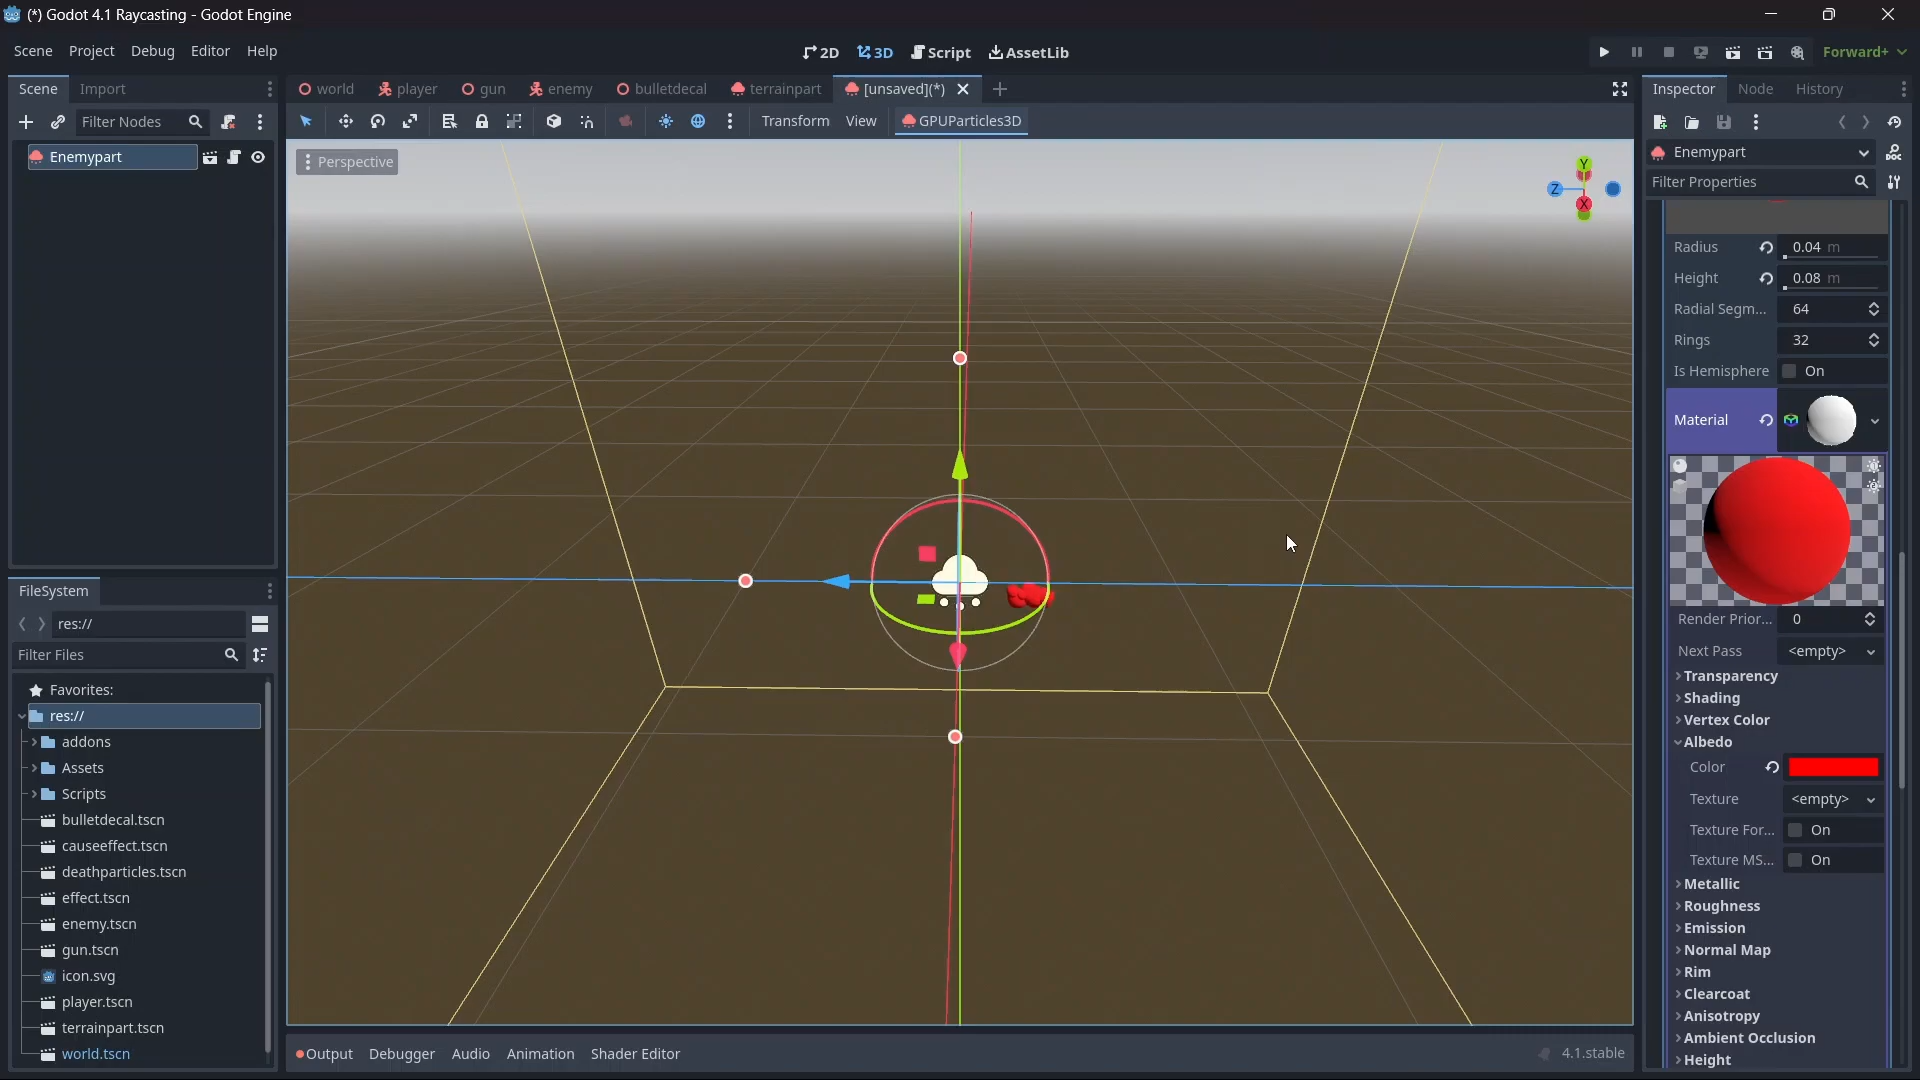 (*) Godot 4.1 Raycasting - Godot Engine
Scene Project Debug Editor Help
2D 3D Script AssetLib
Forward+
Scene Import
world player gun enemy bulletdecal terrainpart [unsaved](*)
Inspector Node History
Filter Nodes
Transform View GPUParticles3D
Enemypart
Perspective
Enemypart
Filter Properties
Y
Z
X
Radius 0.04 m
Height 0.08 m
Radial Segm... 64
Rings 32
Is Hemisphere On
Material
Render Prior... 0
Next Pass <empty>
Transparency
Shading
Vertex Color
Albedo
Color
Texture <empty>
Texture For... On
Texture MS... On
Metallic
Roughness
Emission
Normal Map
Rim
Clearcoat
Anisotropy
Ambient Occlusion
Height
FileSystem
res://
Filter Files
Favorites:
res://
addons
Assets
Scripts
bulletdecal.tscn
causeeffect.tscn
deathparticles.tscn
effect.tscn
enemy.tscn
gun.tscn
icon.svg
player.tscn
terrainpart.tscn
world.tscn
Output Debugger Audio Animation Shader Editor
4.1.stable